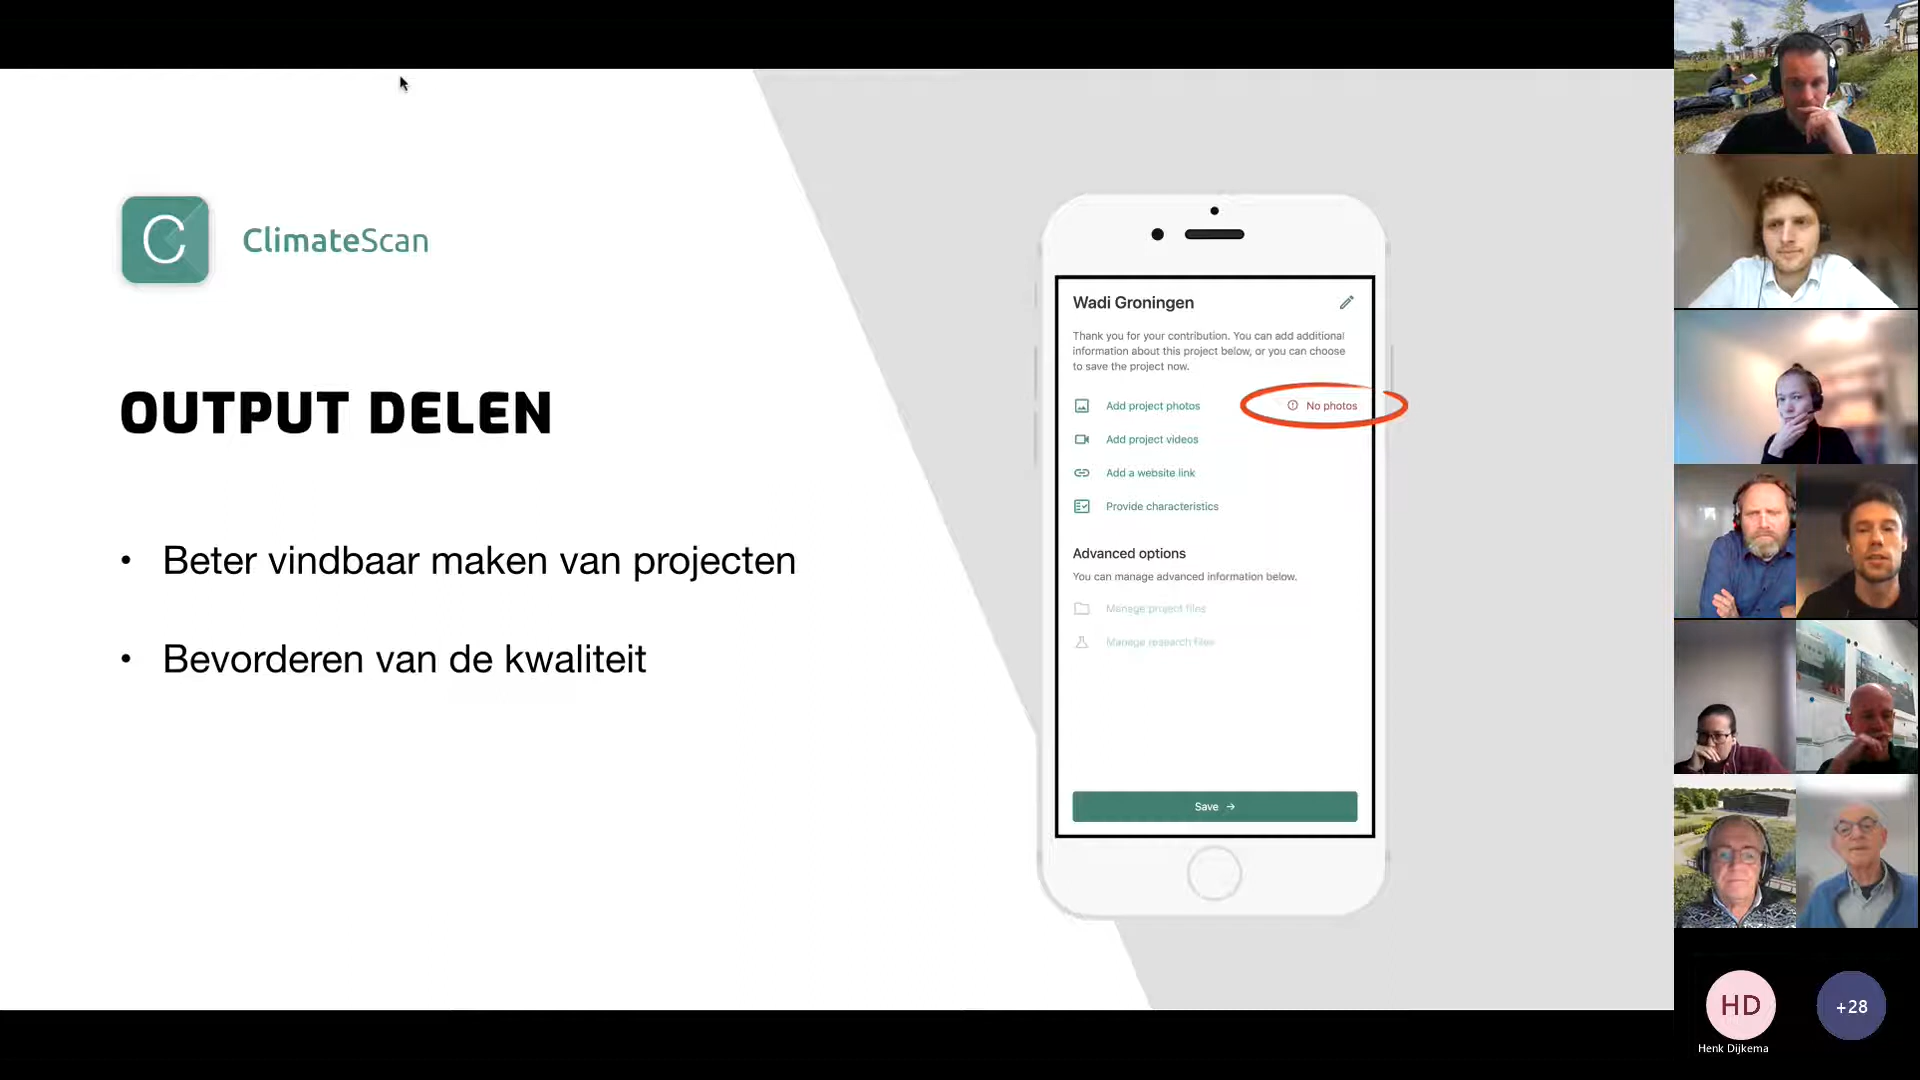 C
ClimateScan
OUTPUT DELEN
• Beter vindbaar maken van projecten
• Bevorderen van de kwaliteit
Wadi Groningen
Thank you for your contribution. You can add additional
information about this project below, or you can choose
to save the project now.
Add project photos
No photos
Add project videos
Add a website link
Provide characteristics
Advanced options
You can manage advanced information below.
Manage project files
Manage research files
Save →
HD
Henk Dijkema
+28